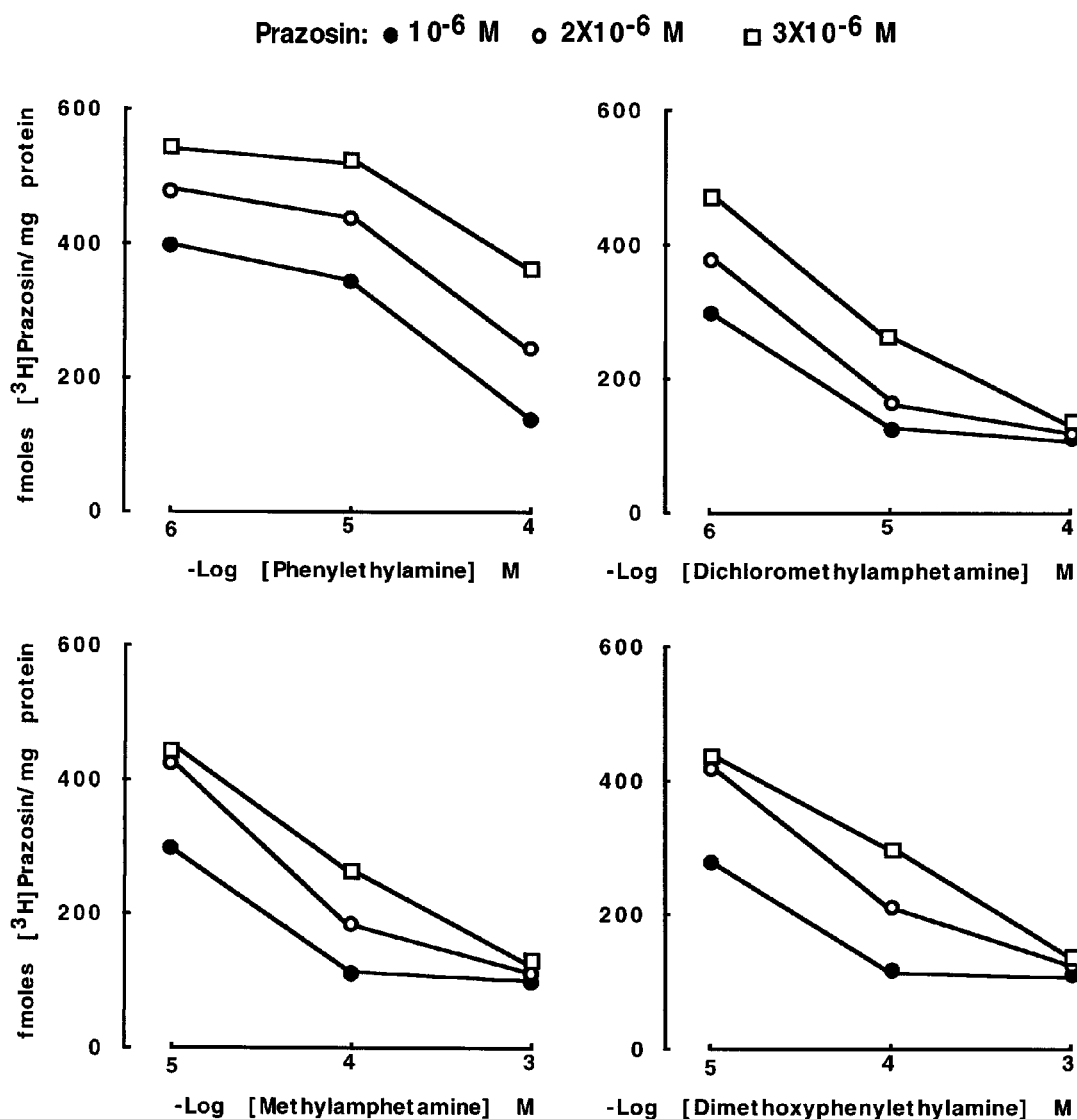 Prazosin: ● 10⁻⁶ M ○ 2X10⁻⁶ M □ 3X10⁻⁶ M
fmoles [³H]Prazosin/mg protein
600
400
200
0
6 5 4
-Log [Phenylethylamine] M
600
400
200
0
6 5 4
-Log [Dichloromethylamphetamine] M
fmoles [³H]Prazosin/mg protein
600
400
200
0
5 4 3
-Log [Methylamphetamine] M
600
400
200
0
5 4 3
-Log [Dimethoxyphenylethylamine] M